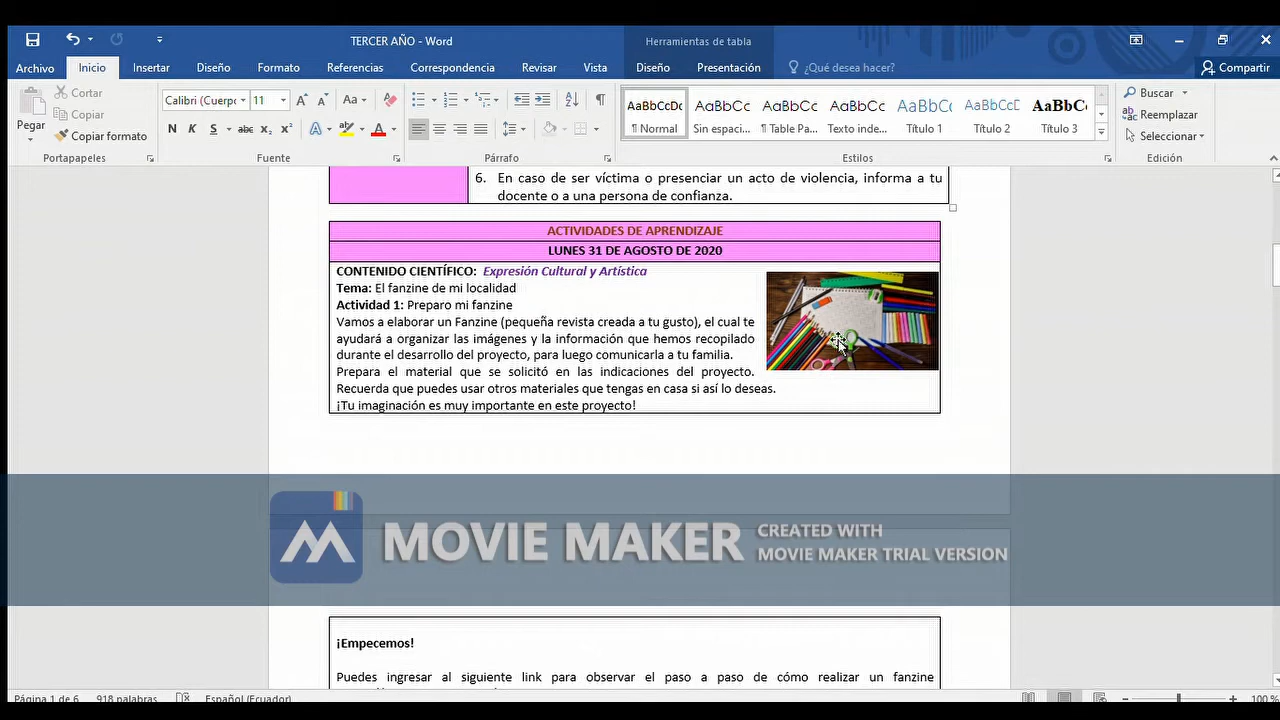 TERCER AÑO - Word
Herramientas de tabla
Archivo Inicio Insertar Diseño Formato Referencias Correspondencia Revisar Vista Diseño Presentación ¿Qué desea hacer? Compartir
Pegar
Cortar
Copiar
Copiar formato
Portapapeles
Calibri (Cuerpo 11
N K S abc x₂ x²
Fuente
Párrafo
AaBbCcDc AaBbCc AaBbCc AaBbCc AaBbCc AaBbCcD AaBbC
¶ Normal Sin espaci... ¶ Table Pa... Texto inde... Título 1 Título 2 Título 3
Estilos
Buscar
Reemplazar
Seleccionar
Edición
6. En caso de ser víctima o presenciar un acto de violencia, informa a tu
docente o a una persona de confianza.
ACTIVIDADES DE APRENDIZAJE
LUNES 31 DE AGOSTO DE 2020
CONTENIDO CIENTÍFICO: Expresión Cultural y Artística
Tema: El fanzine de mi localidad
Actividad 1: Preparo mi fanzine
Vamos a elaborar un Fanzine (pequeña revista creada a tu gusto), el cual te
ayudará a organizar las imágenes y la información que hemos recopilado
durante el desarrollo del proyecto, para luego comunicarla a tu familia.
Prepara el material que se solicitó en las indicaciones del proyecto.
Recuerda que puedes usar otros materiales que tengas en casa si así lo deseas.
¡Tu imaginación es muy importante en este proyecto!
MOVIE MAKER
CREATED WITH
MOVIE MAKER TRIAL VERSION
¡Empecemos!
Puedes ingresar al siguiente link para observar el paso a paso de cómo realizar un fanzine
Página 1 de 6 918 palabras Español (Ecuador) 100 %